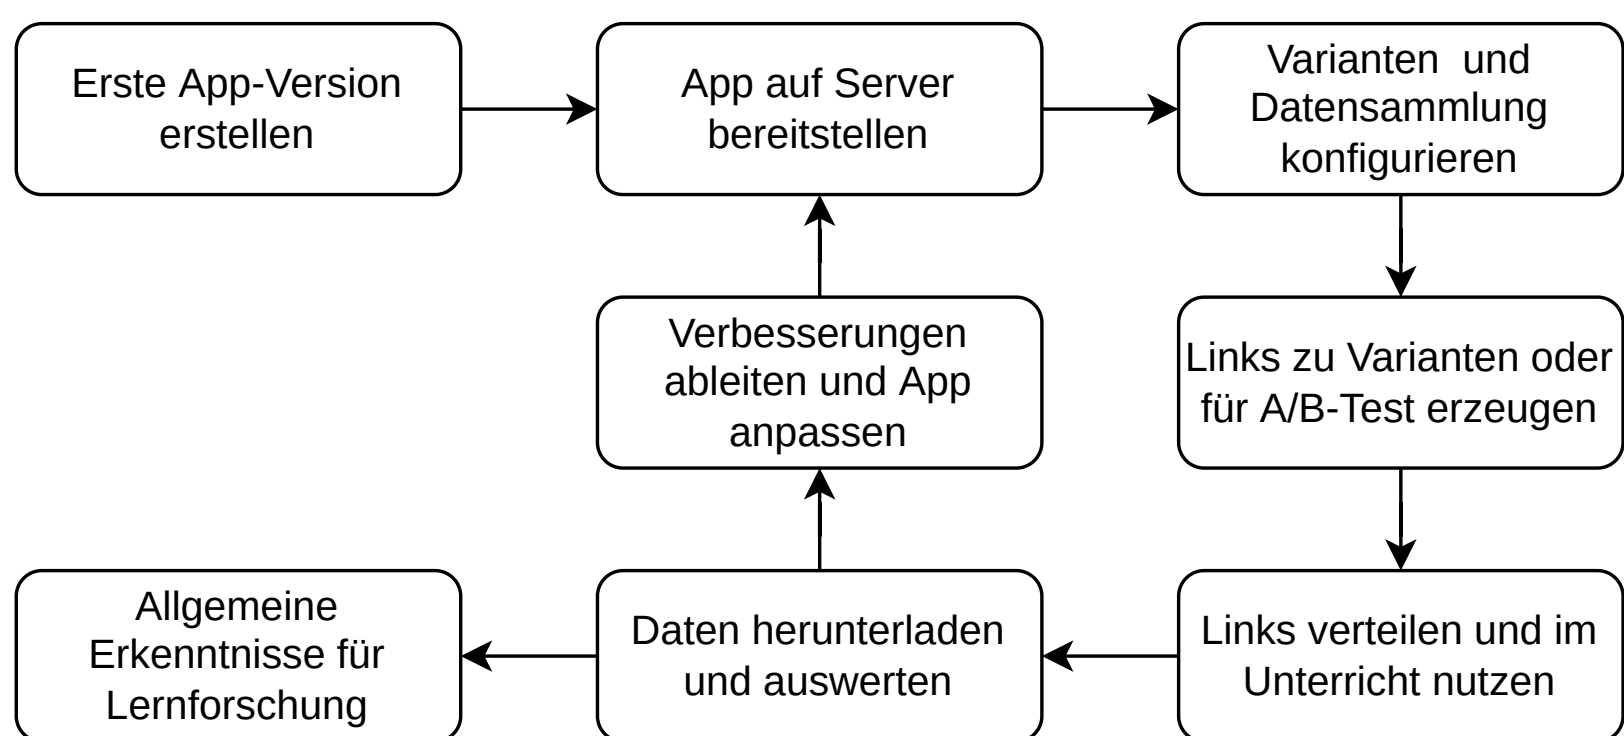 Erste App-Version
erstellen
App auf Server
bereitstellen
Varianten  und
Datensammlung
konfigurieren
Verbesserungen
ableiten und App
anpassen
Links zu Varianten oder
für A/B-Test erzeugen
Allgemeine
Erkenntnisse für
Lernforschung
Daten herunterladen
und auswerten
Links verteilen und im
Unterricht nutzen